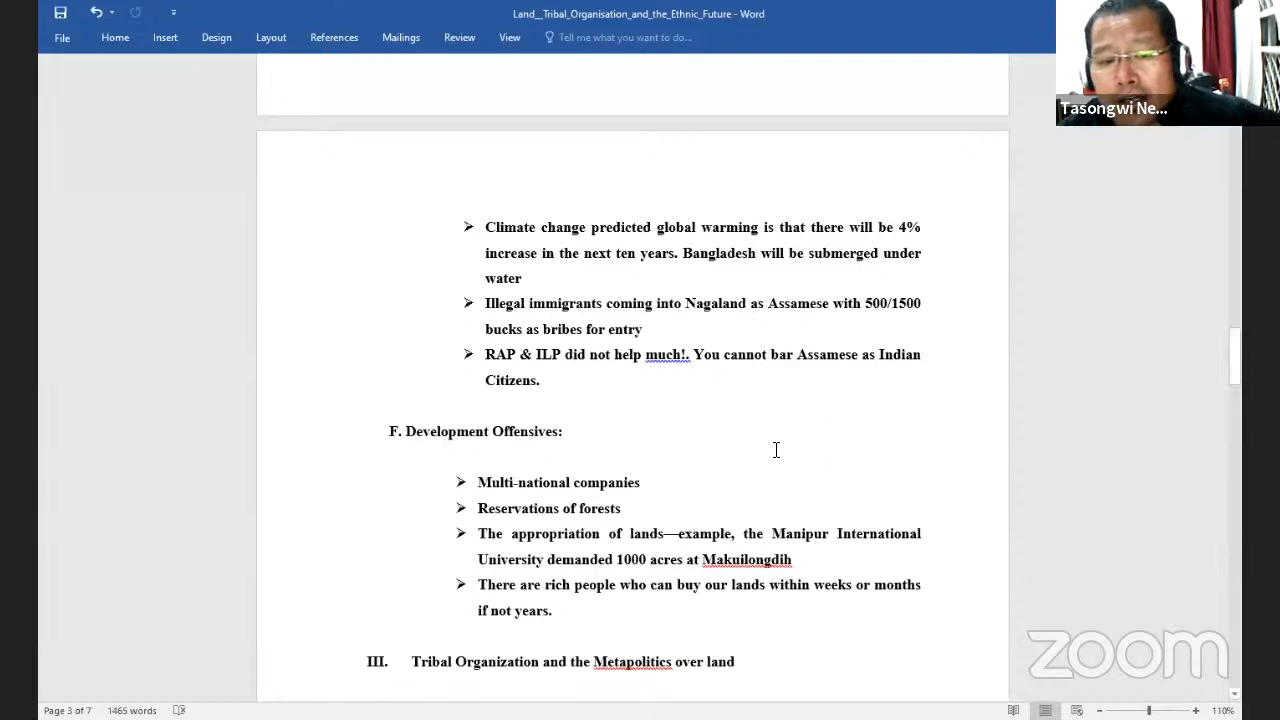 Land__Tribal_Organisation_and_the_Ethnic_Future - Word
File Home Insert Design Layout References Mailings Review View Tell me what you want to do...
Tasongwi Ne...
➢ Climate change predicted global warming is that there will be 4%
increase in the next ten years. Bangladesh will be submerged under
water
➢ Illegal immigrants coming into Nagaland as Assamese with 500/1500
bucks as bribes for entry
➢ RAP & ILP did not help much!. You cannot bar Assamese as Indian
Citizens.
F. Development Offensives:
➢ Multi-national companies
➢ Reservations of forests
➢ The appropriation of lands—example, the Manipur International
University demanded 1000 acres at Makuilongdih
➢ There are rich people who can buy our lands within weeks or months
if not years.
III. Tribal Organization and the Metapolitics over land
zoom
Page 3 of 7 1465 words 110%